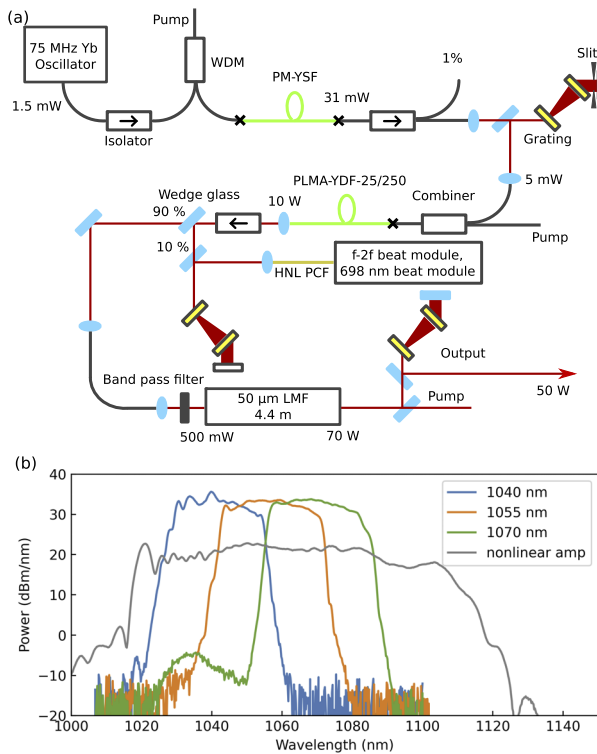 (a)
75 MHz Yb
Oscillator
1.5 mW
Isolator
Pump
WDM
PM-YSF
31 mW
1%
Slit
Grating
5 mW
Wedge glass
90 %
10 W
PLMA-YDF-25/250
Combiner
Pump
10 %
HNL PCF
f-2f beat module,
698 nm beat module
Output
50 W
Band pass filter
50 μm LMF
4.4 m
Pump
500 mW
70 W
(b)
40
30
20
10
0
−10
−20
Power (dBm/nm)
1040 nm
1055 nm
1070 nm
nonlinear amp
1000
1020
1040
1060
1080
1100
1120
1140
Wavelength (nm)